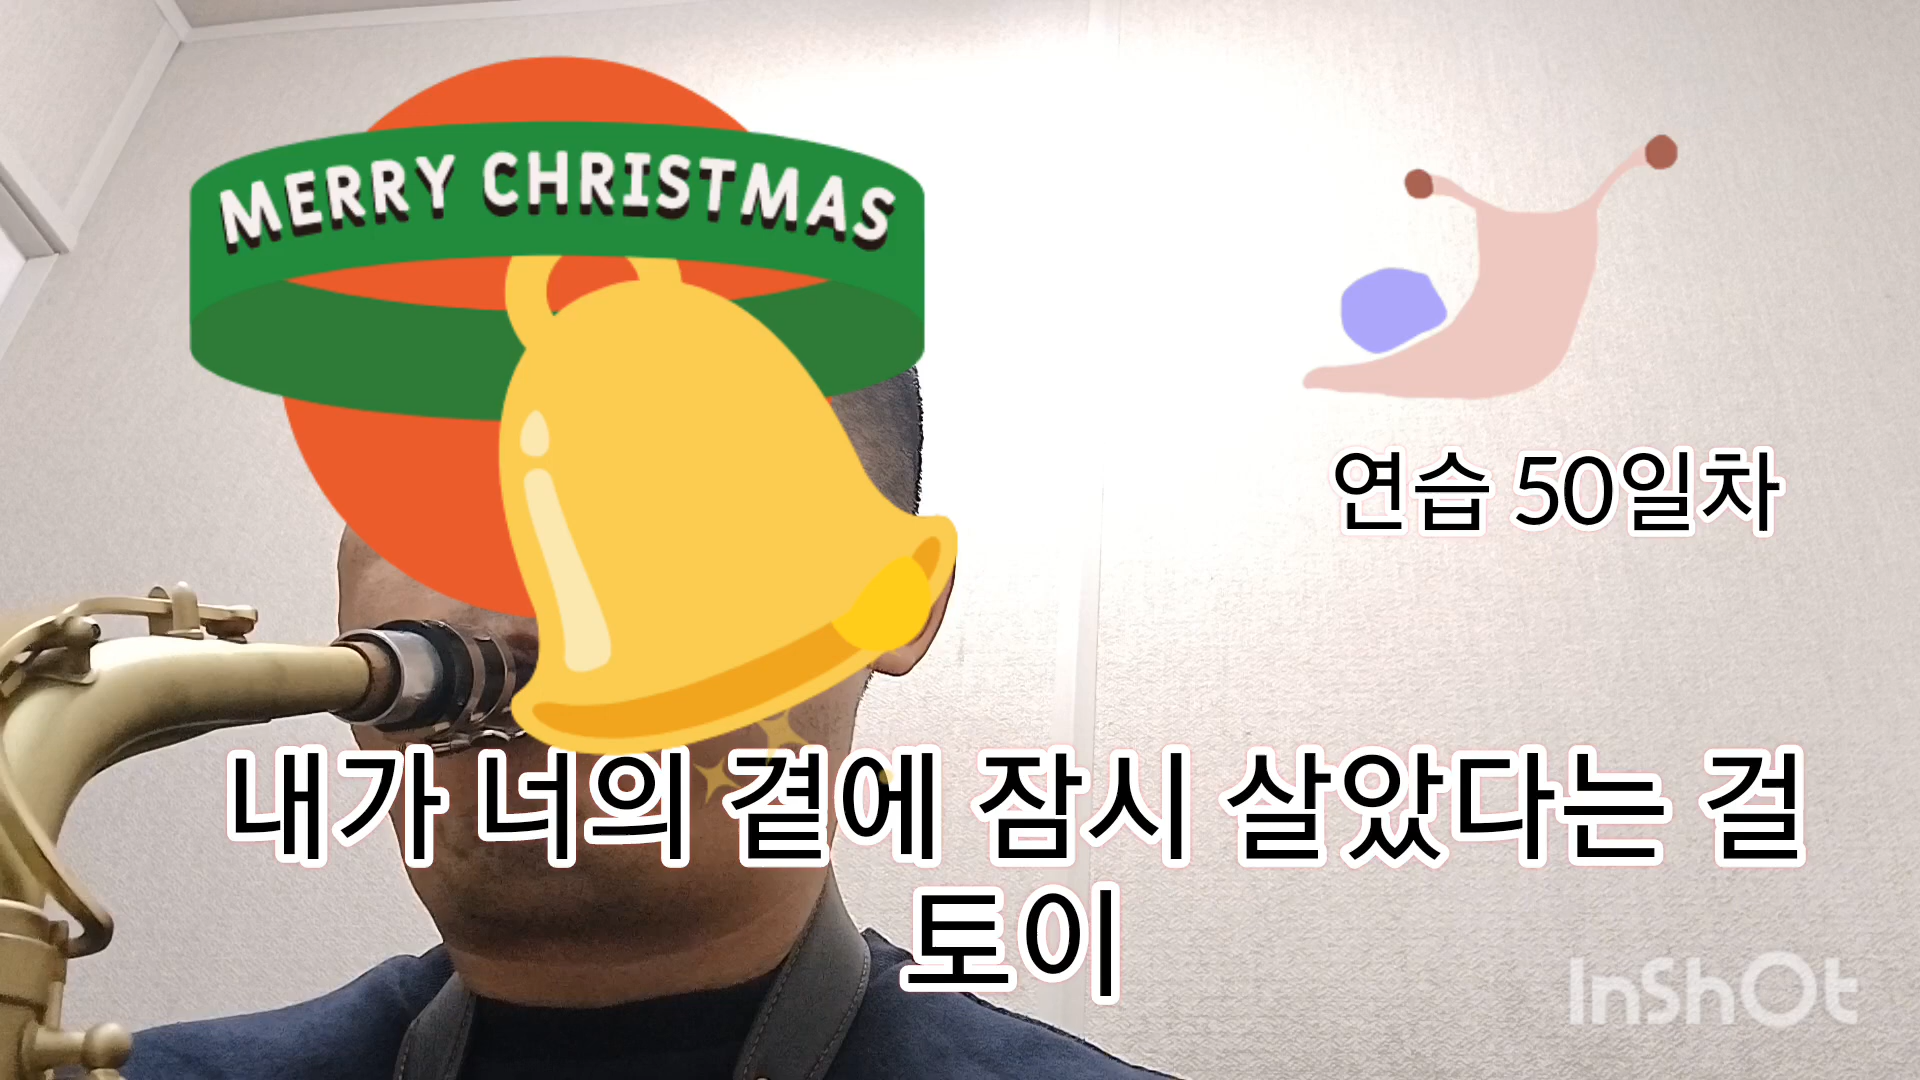 MERRY CHRISTMAS
연습 50일차
내가 너의 곁에 잠시 살았다는 걸
토이
InShOt